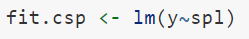 fit.csp <- lm(y~spl)